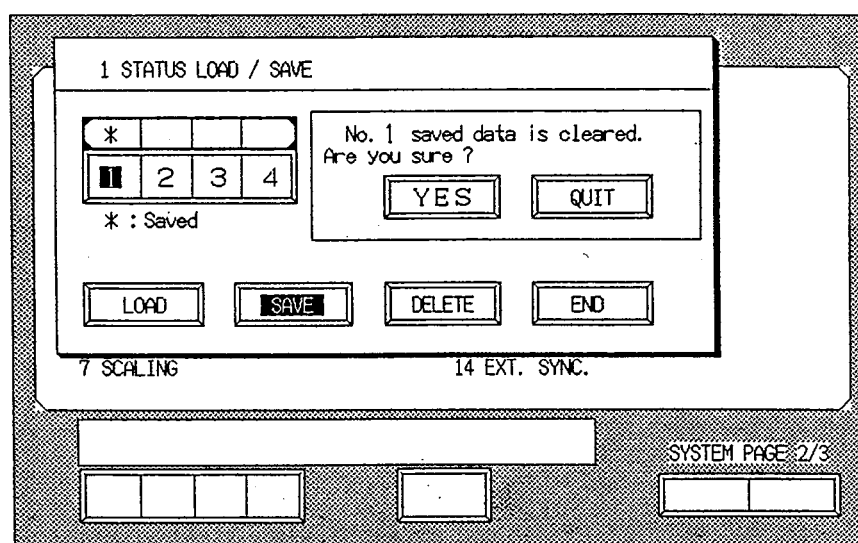 1 STATUS LOAD / SAVE
*
1 2 3 4
* : Saved
No. 1 saved data is cleared.
Are you sure ?
YES QUIT
LOAD SAVE DELETE END
7 SCALING 14 EXT. SYNC.
SYSTEM PAGE 2/3